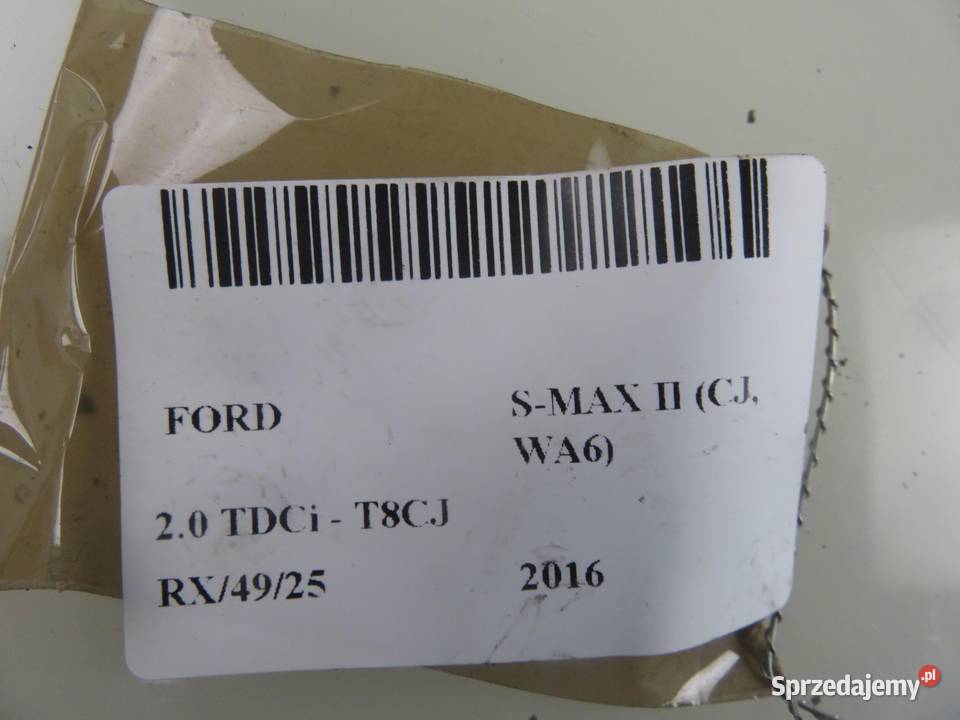 FORD
S-MAX II (CJ,
WA6)
2.0 TDCi - T8CJ
RX/49/25
2016
Sprzedajemy.pl